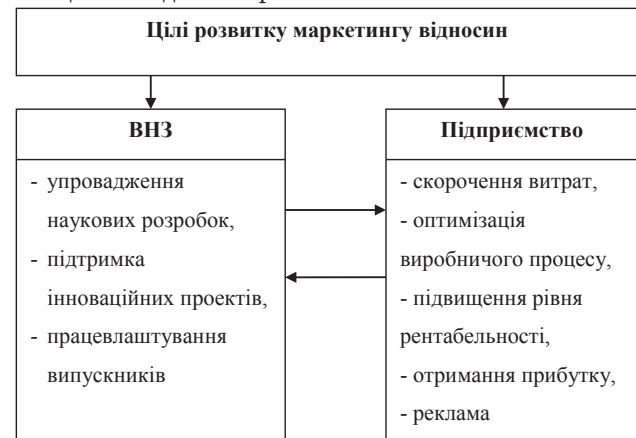 Цілі розвитку маркетингу відносин
ВНЗ
- упровадження
наукових розробок,
- підтримка
інноваційних проектів,
- працевлаштування
випускників
Підприємство
- скорочення витрат,
- оптимізація
виробничого процесу,
- підвищення рівня
рентабельності,
- отримання прибутку,
- реклама